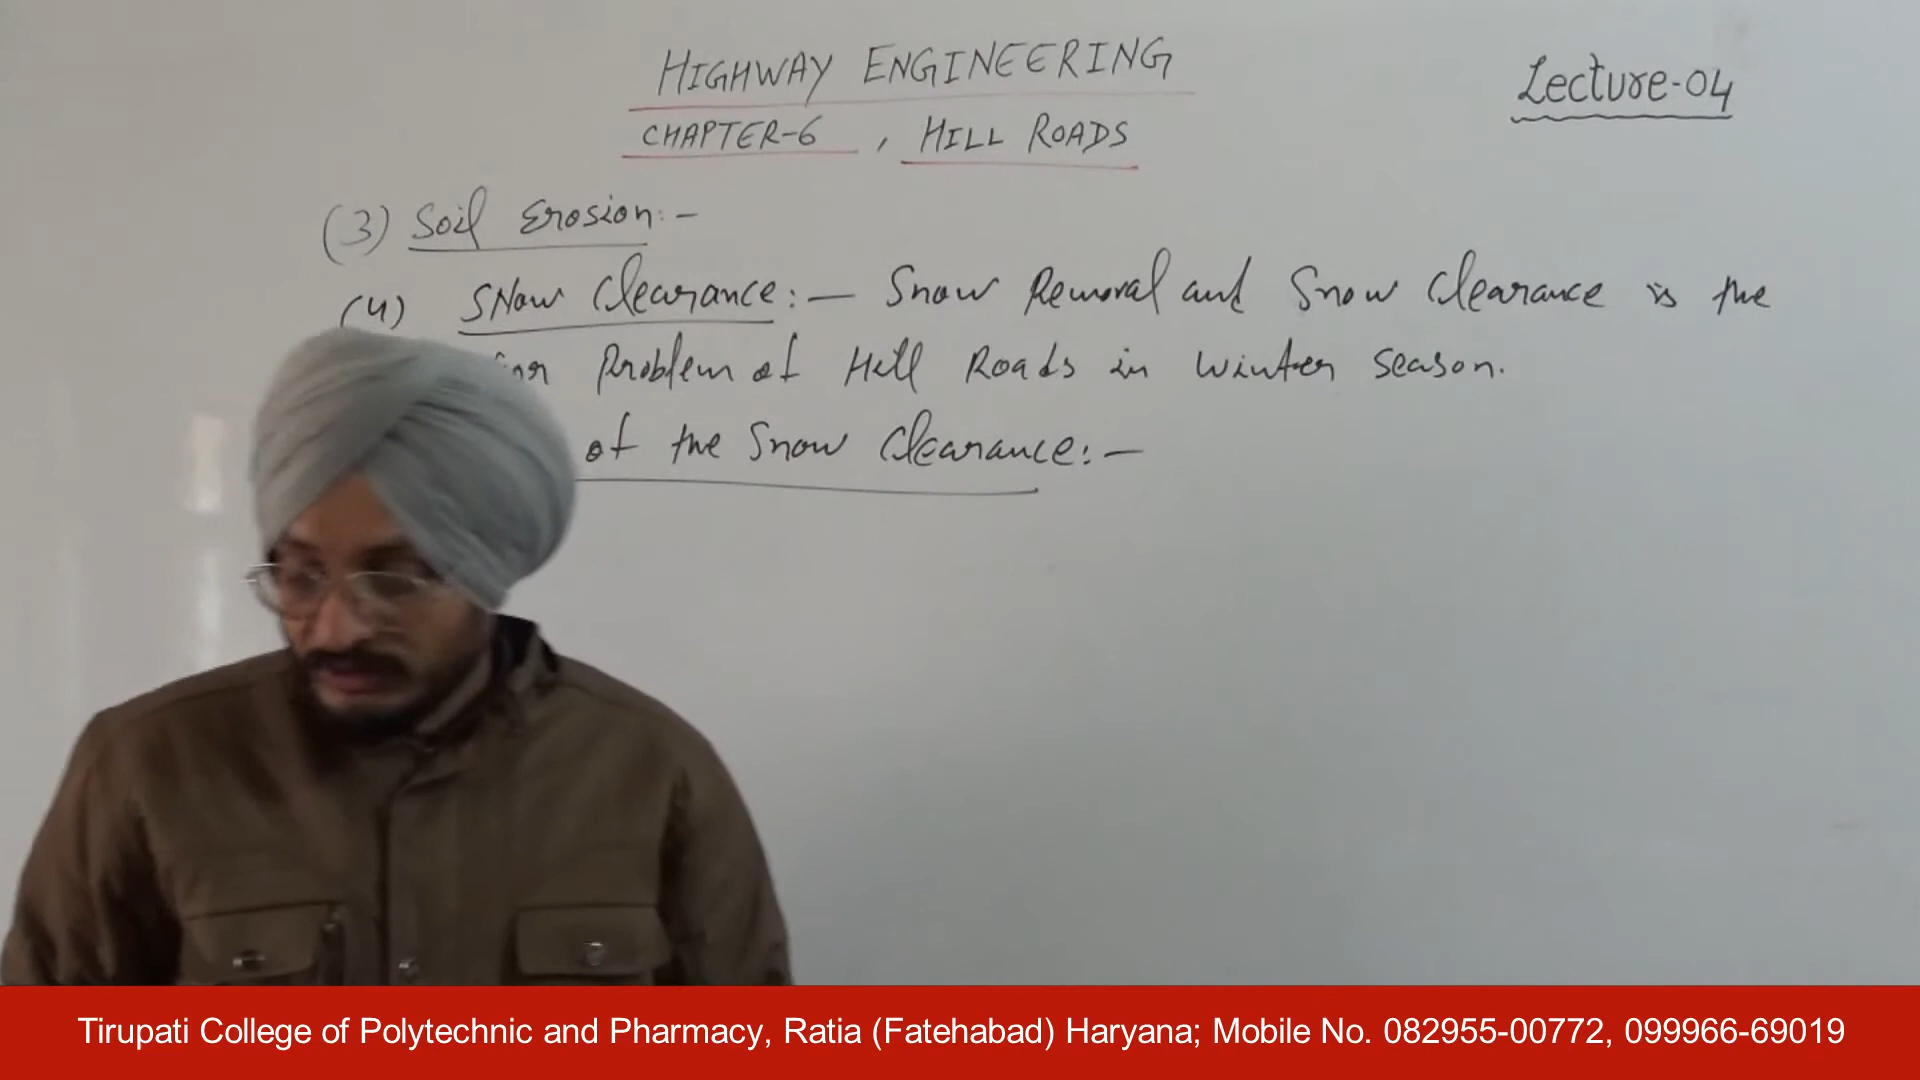 HIGHWAY ENGINEERING
Lecture-04
CHAPTER-6 , HILL ROADS
(3) Soil Erosion:-
(4) SNow Clearance:- Snow Removal and Snow Clearance is the
Problem of Hill Roads in winter season.
of the Snow Clearance:-
Tirupati College of Polytechnic and Pharmacy, Ratia (Fatehabad) Haryana; Mobile No. 082955-00772, 099966-69019